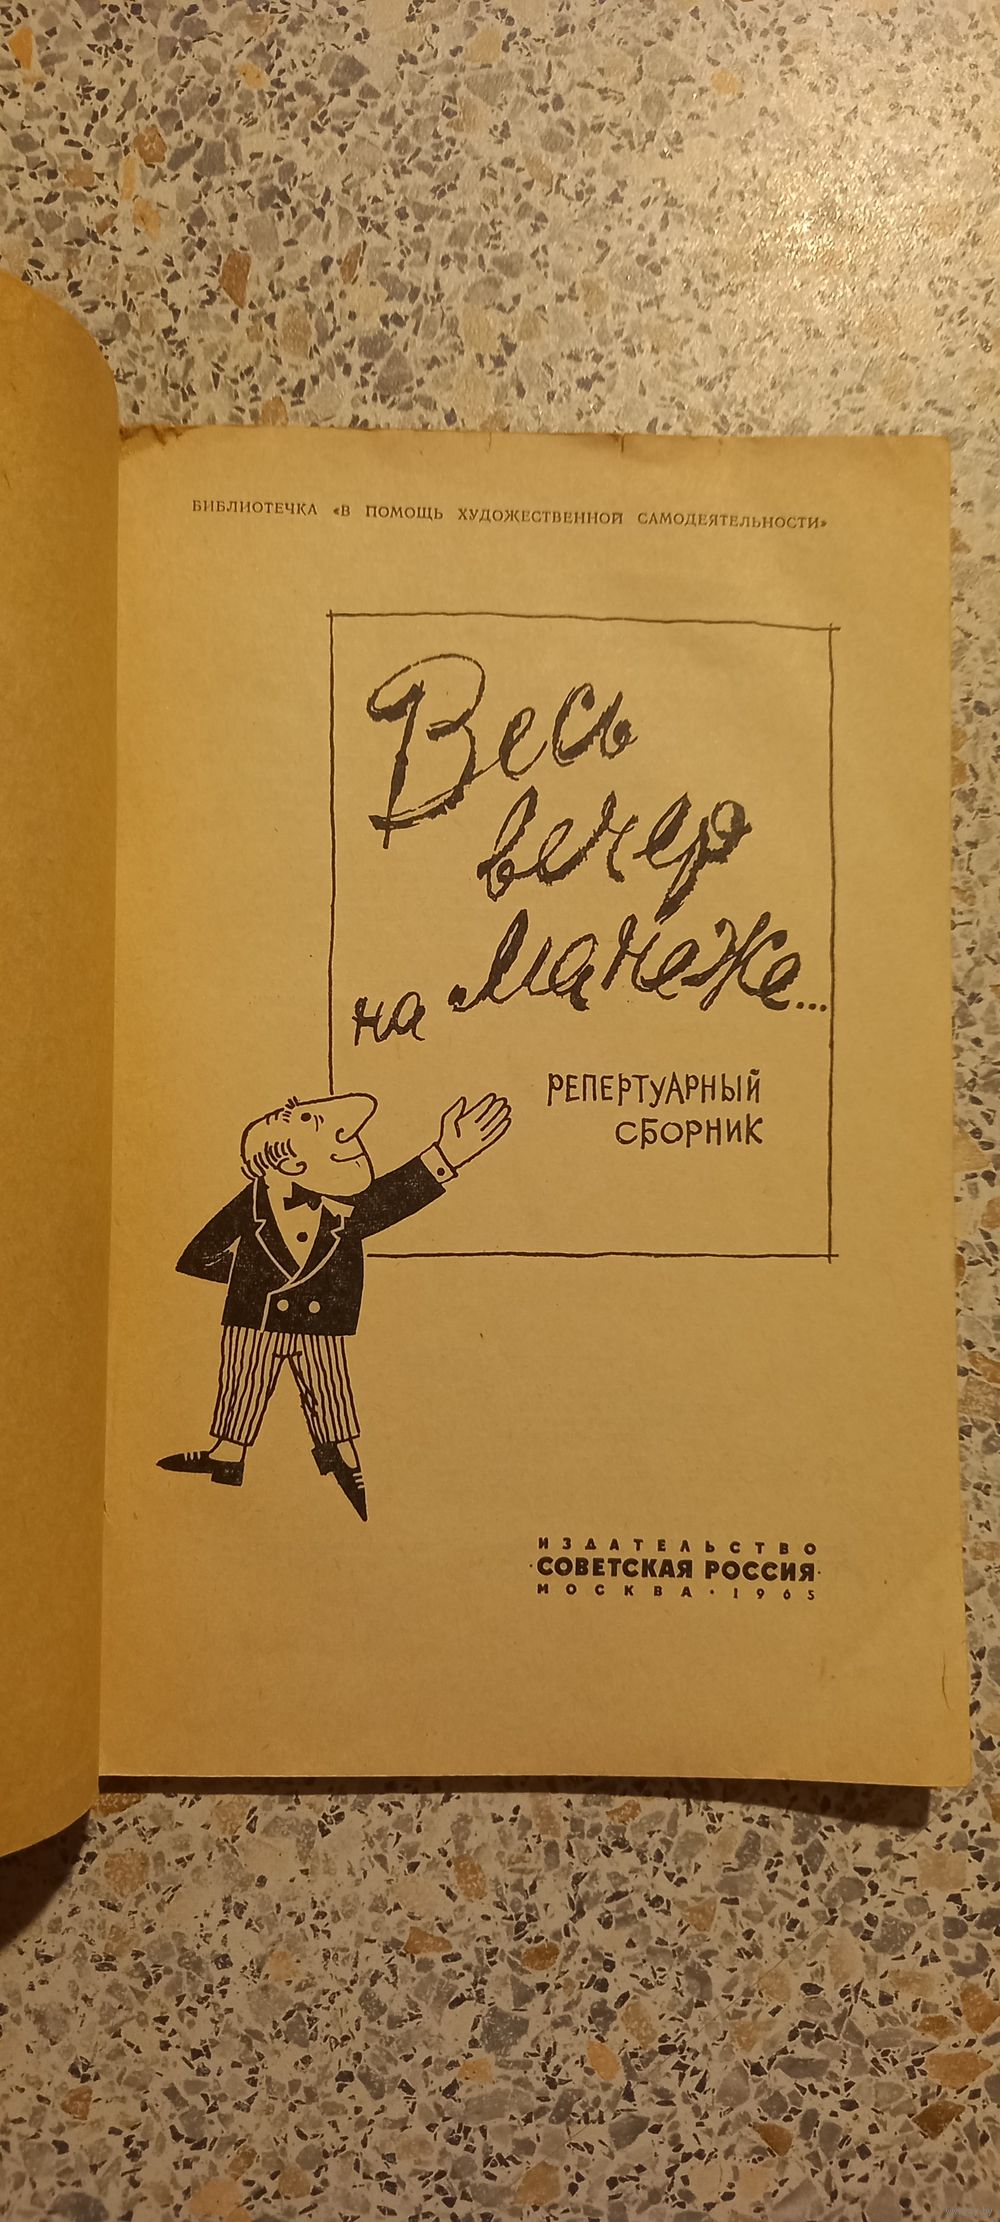 БИБЛИОТЕЧКА «В ПОМОЩЬ ХУДОЖЕСТВЕННОЙ САМОДЕЯТЕЛЬНОСТИ»
Весь
вечер
на манеже...
РЕПЕРТУАРНЫЙ
СБОРНИК
ИЗДАТЕЛЬСТВО
·СОВЕТСКАЯ РОССИЯ·
МОСКВА · 1965